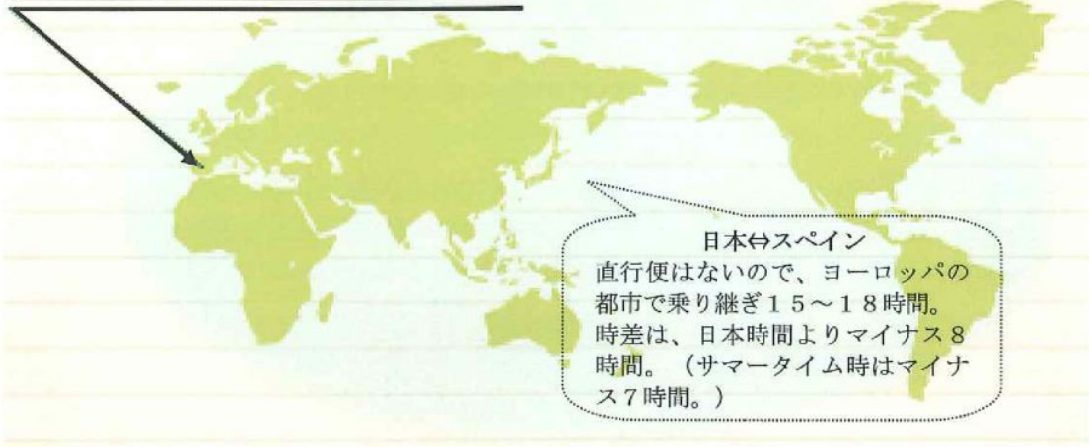 日本⇔スペイン
直行便はないので、ヨーロッパの
都市で乗り継ぎ１５～１８時間。
時差は、日本時間よりマイナス８
時間。（サマータイム時はマイナ
ス７時間。）